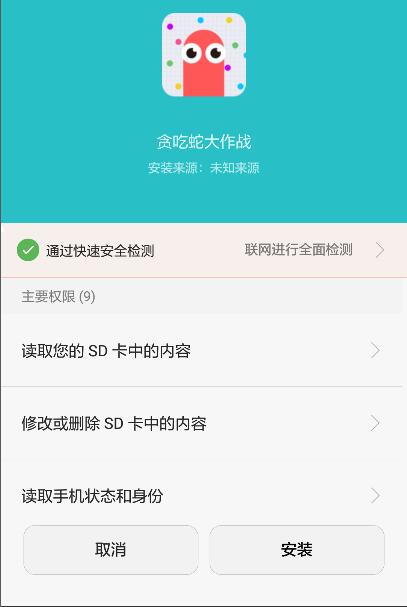 贪吃蛇大作战
安装来源：未知来源
通过快速安全检测 联网进行全面检测
主要权限 (9)
读取您的 SD 卡中的内容
修改或删除 SD 卡中的内容
读取手机状态和身份
取消 安装